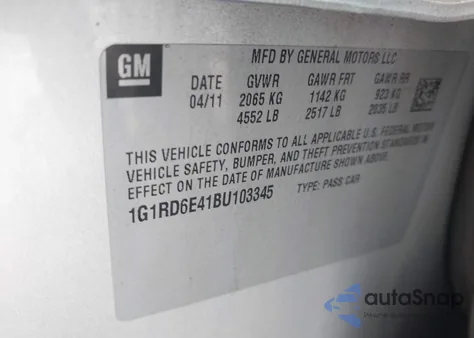 GM
MFD BY GENERAL MOTORS LLC
DATE GVWR GAWR FRT GAWR RR
04/11 2065 KG 1142 KG 923 KG
4552 LB 2517 LB 2035 LB
THIS VEHICLE CONFORMS TO ALL APPLICABLE U.S. FEDERAL MOTOR
VEHICLE SAFETY, BUMPER, AND THEFT PREVENTION STANDARDS IN
EFFECT ON THE DATE OF MANUFACTURE SHOWN ABOVE.
1G1RD6E41BU103345 TYPE: PASS CAR
autoSnap